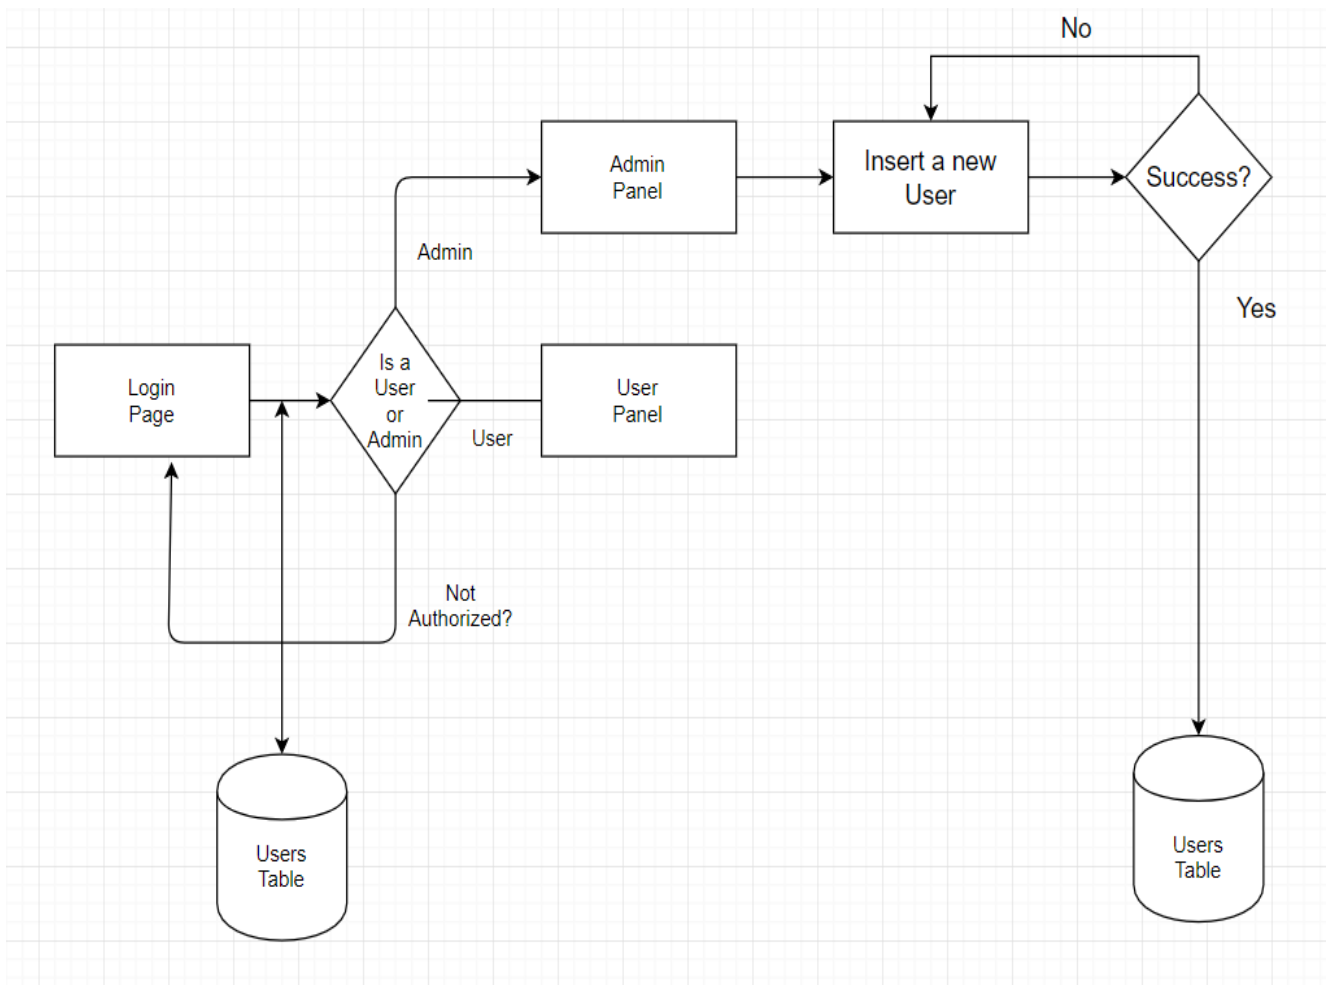 No
Admin
Panel
Insert a new
User
Success?
Admin
Yes
Login
Page
Is a
User
or
Admin
User
User
Panel
Not
Authorized?
Users
Table
Users
Table